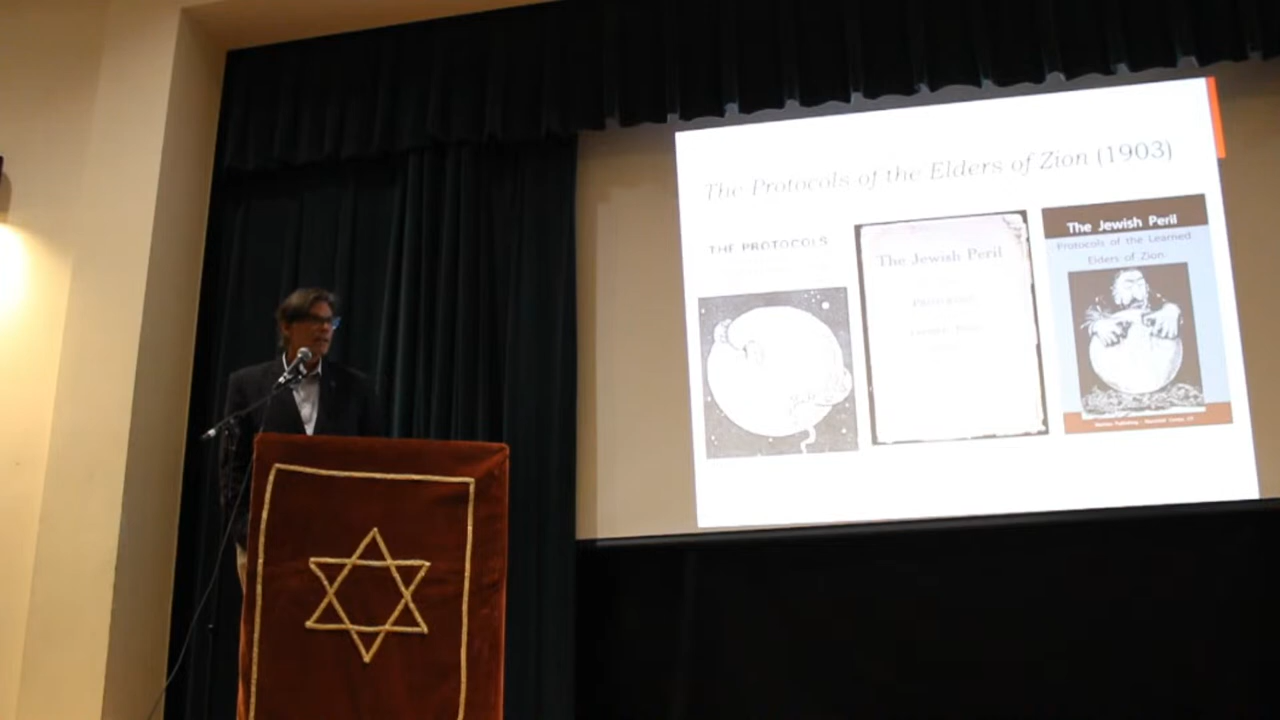 The Protocols of the Elders of Zion (1903)
THE PROTOCOLS
The Jewish Peril
The Jewish Peril
Protocols of the Learned
Elders of Zion